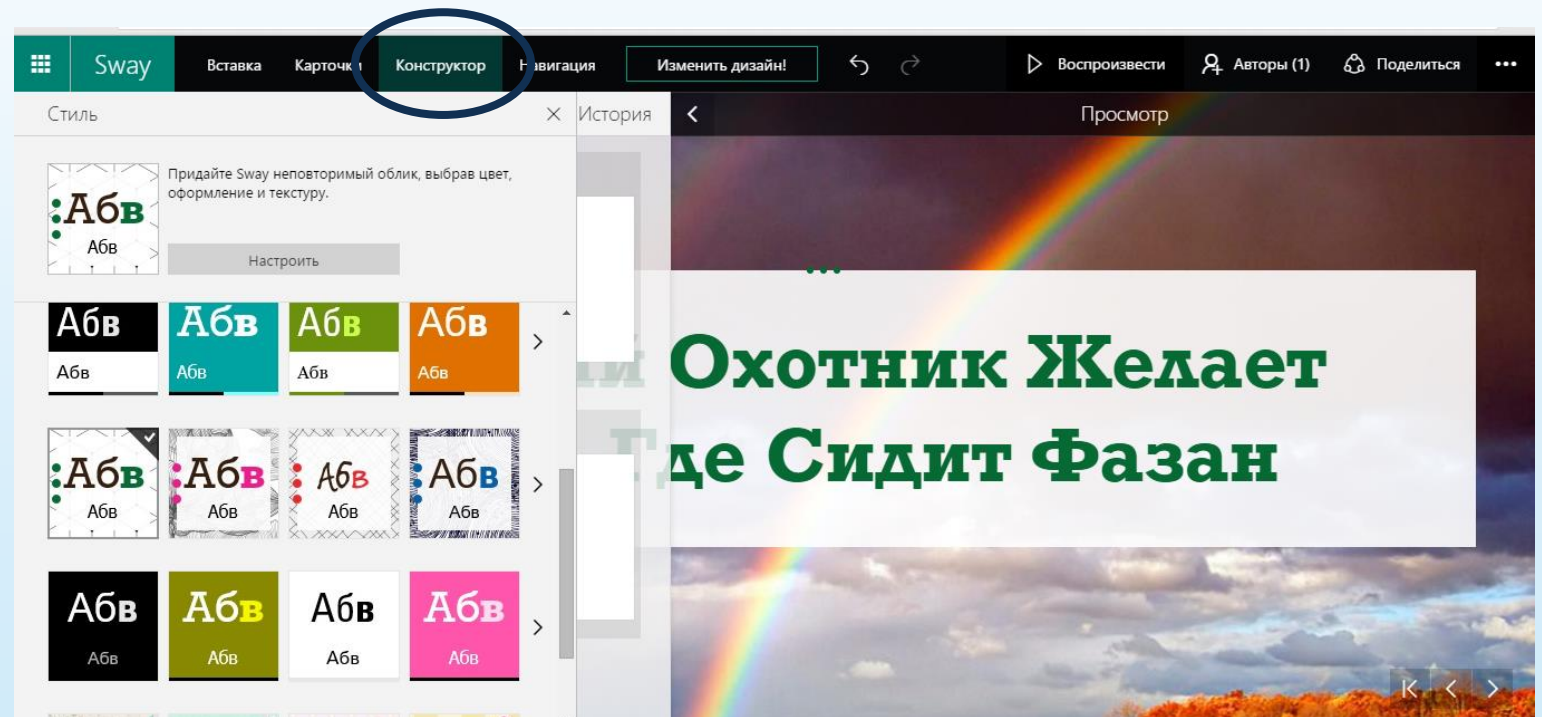 Sway Вставка Карточки Конструктор Навигация Изменить дизайн! Воспроизвести Авторы (1) Поделиться
Стиль
История
Просмотр
Придайте Sway неповторимый облик, выбрав цвет,
оформление и текстуру.
Абв
Абв
Настроить
Абв Абв Абв Абв
Абв Абв Абв Абв
Абв Абв Абв Абв
Абв Абв Абв Абв
Абв Абв Абв Абв
Абв Абв Абв Абв
й Охотник Желает
Где Сидит Фазан